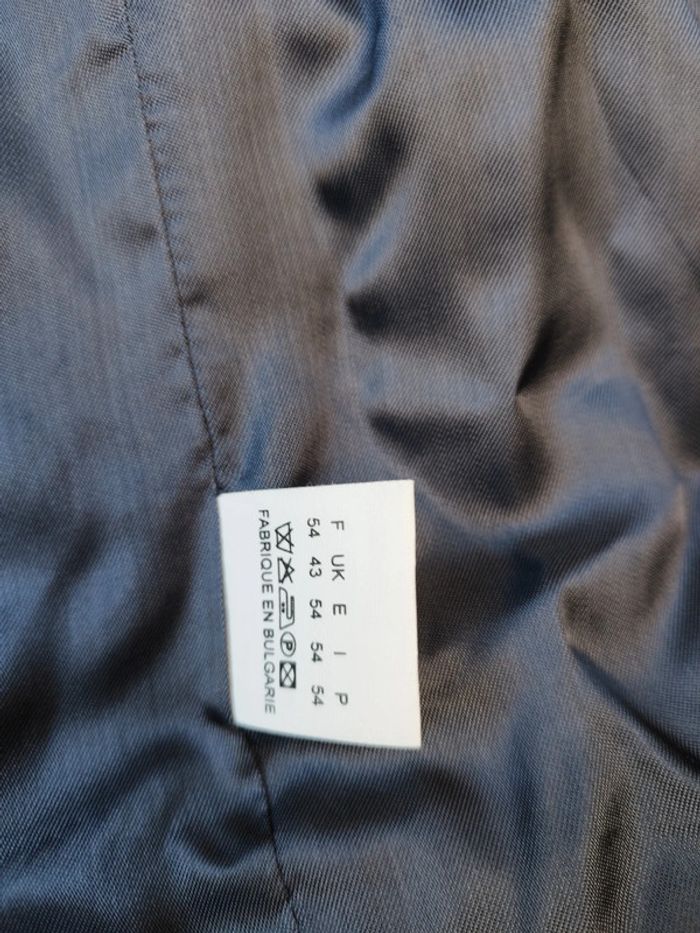 F UK E I P
54 43 54 54 54
P
FABRIQUE EN BULGARIE